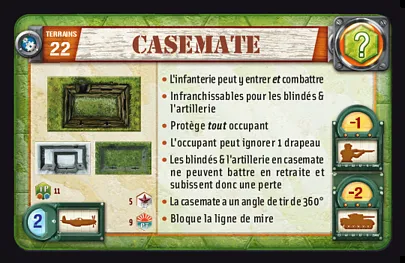 TERRAINS
22
CASEMATE
?
• L'infanterie peut y entrer et combattre
• Infranchissables pour les blindés &
l'artillerie
• Protège tout occupant
• L'occupant peut ignorer 1 drapeau
• Les blindés & l'artillerie en casemate
ne peuvent battre en retraite et
subissent donc une perte
• La casemate a un angle de tir de 360°
• Bloque la ligne de mire
11
5
9
2
-1
-2